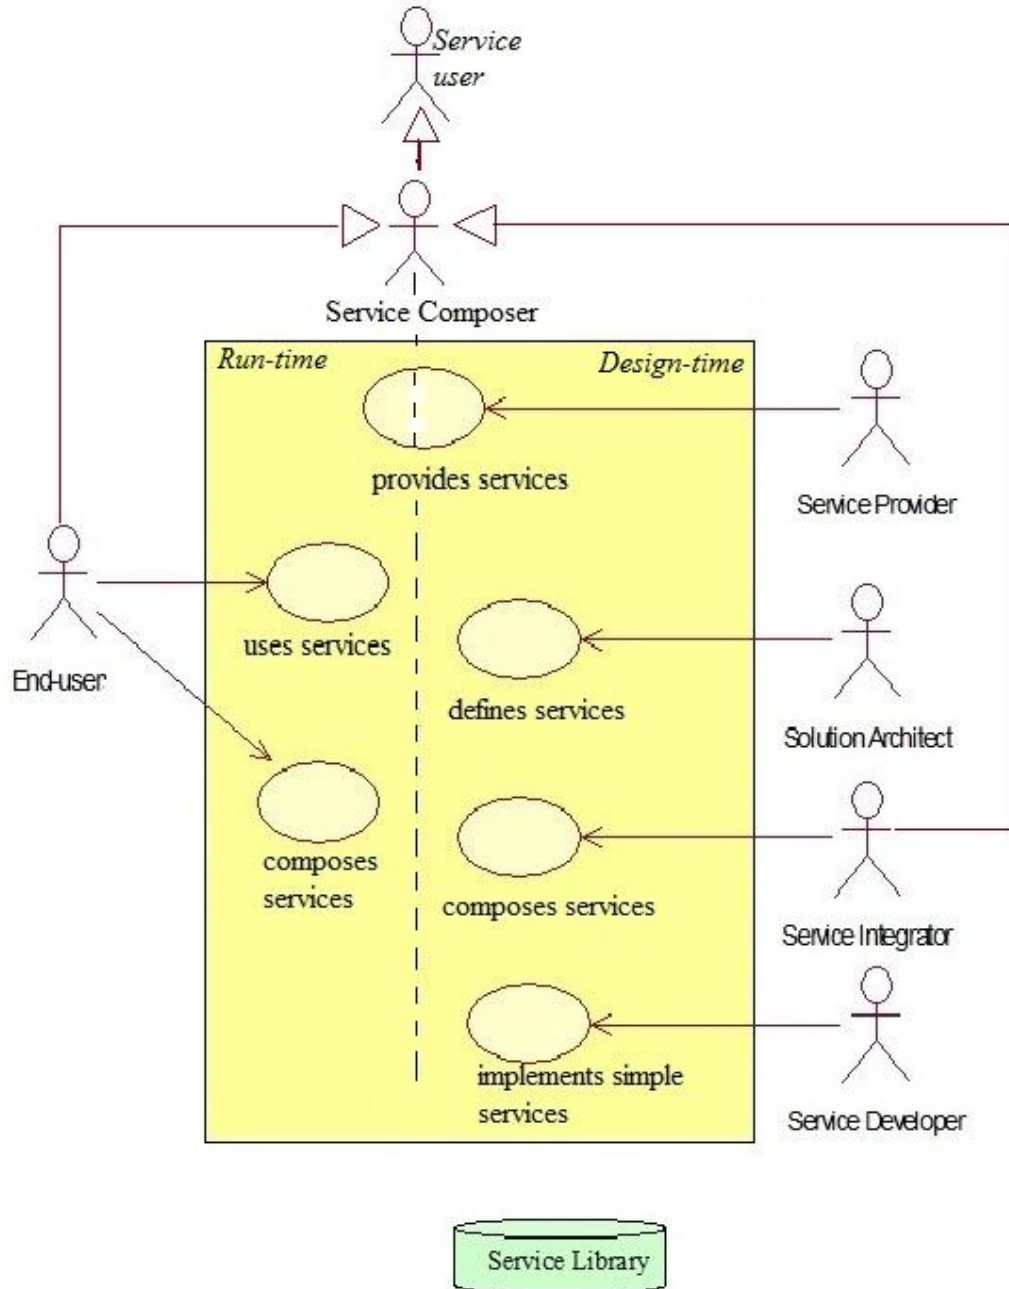 Service
user
Service Composer
Run-time
Design-time
provides services
Service Provider
uses services
End-user
defines services
Solution Architect
composes
services
composes services
Service Integrator
implements simple
services
Service Developer
Service Library